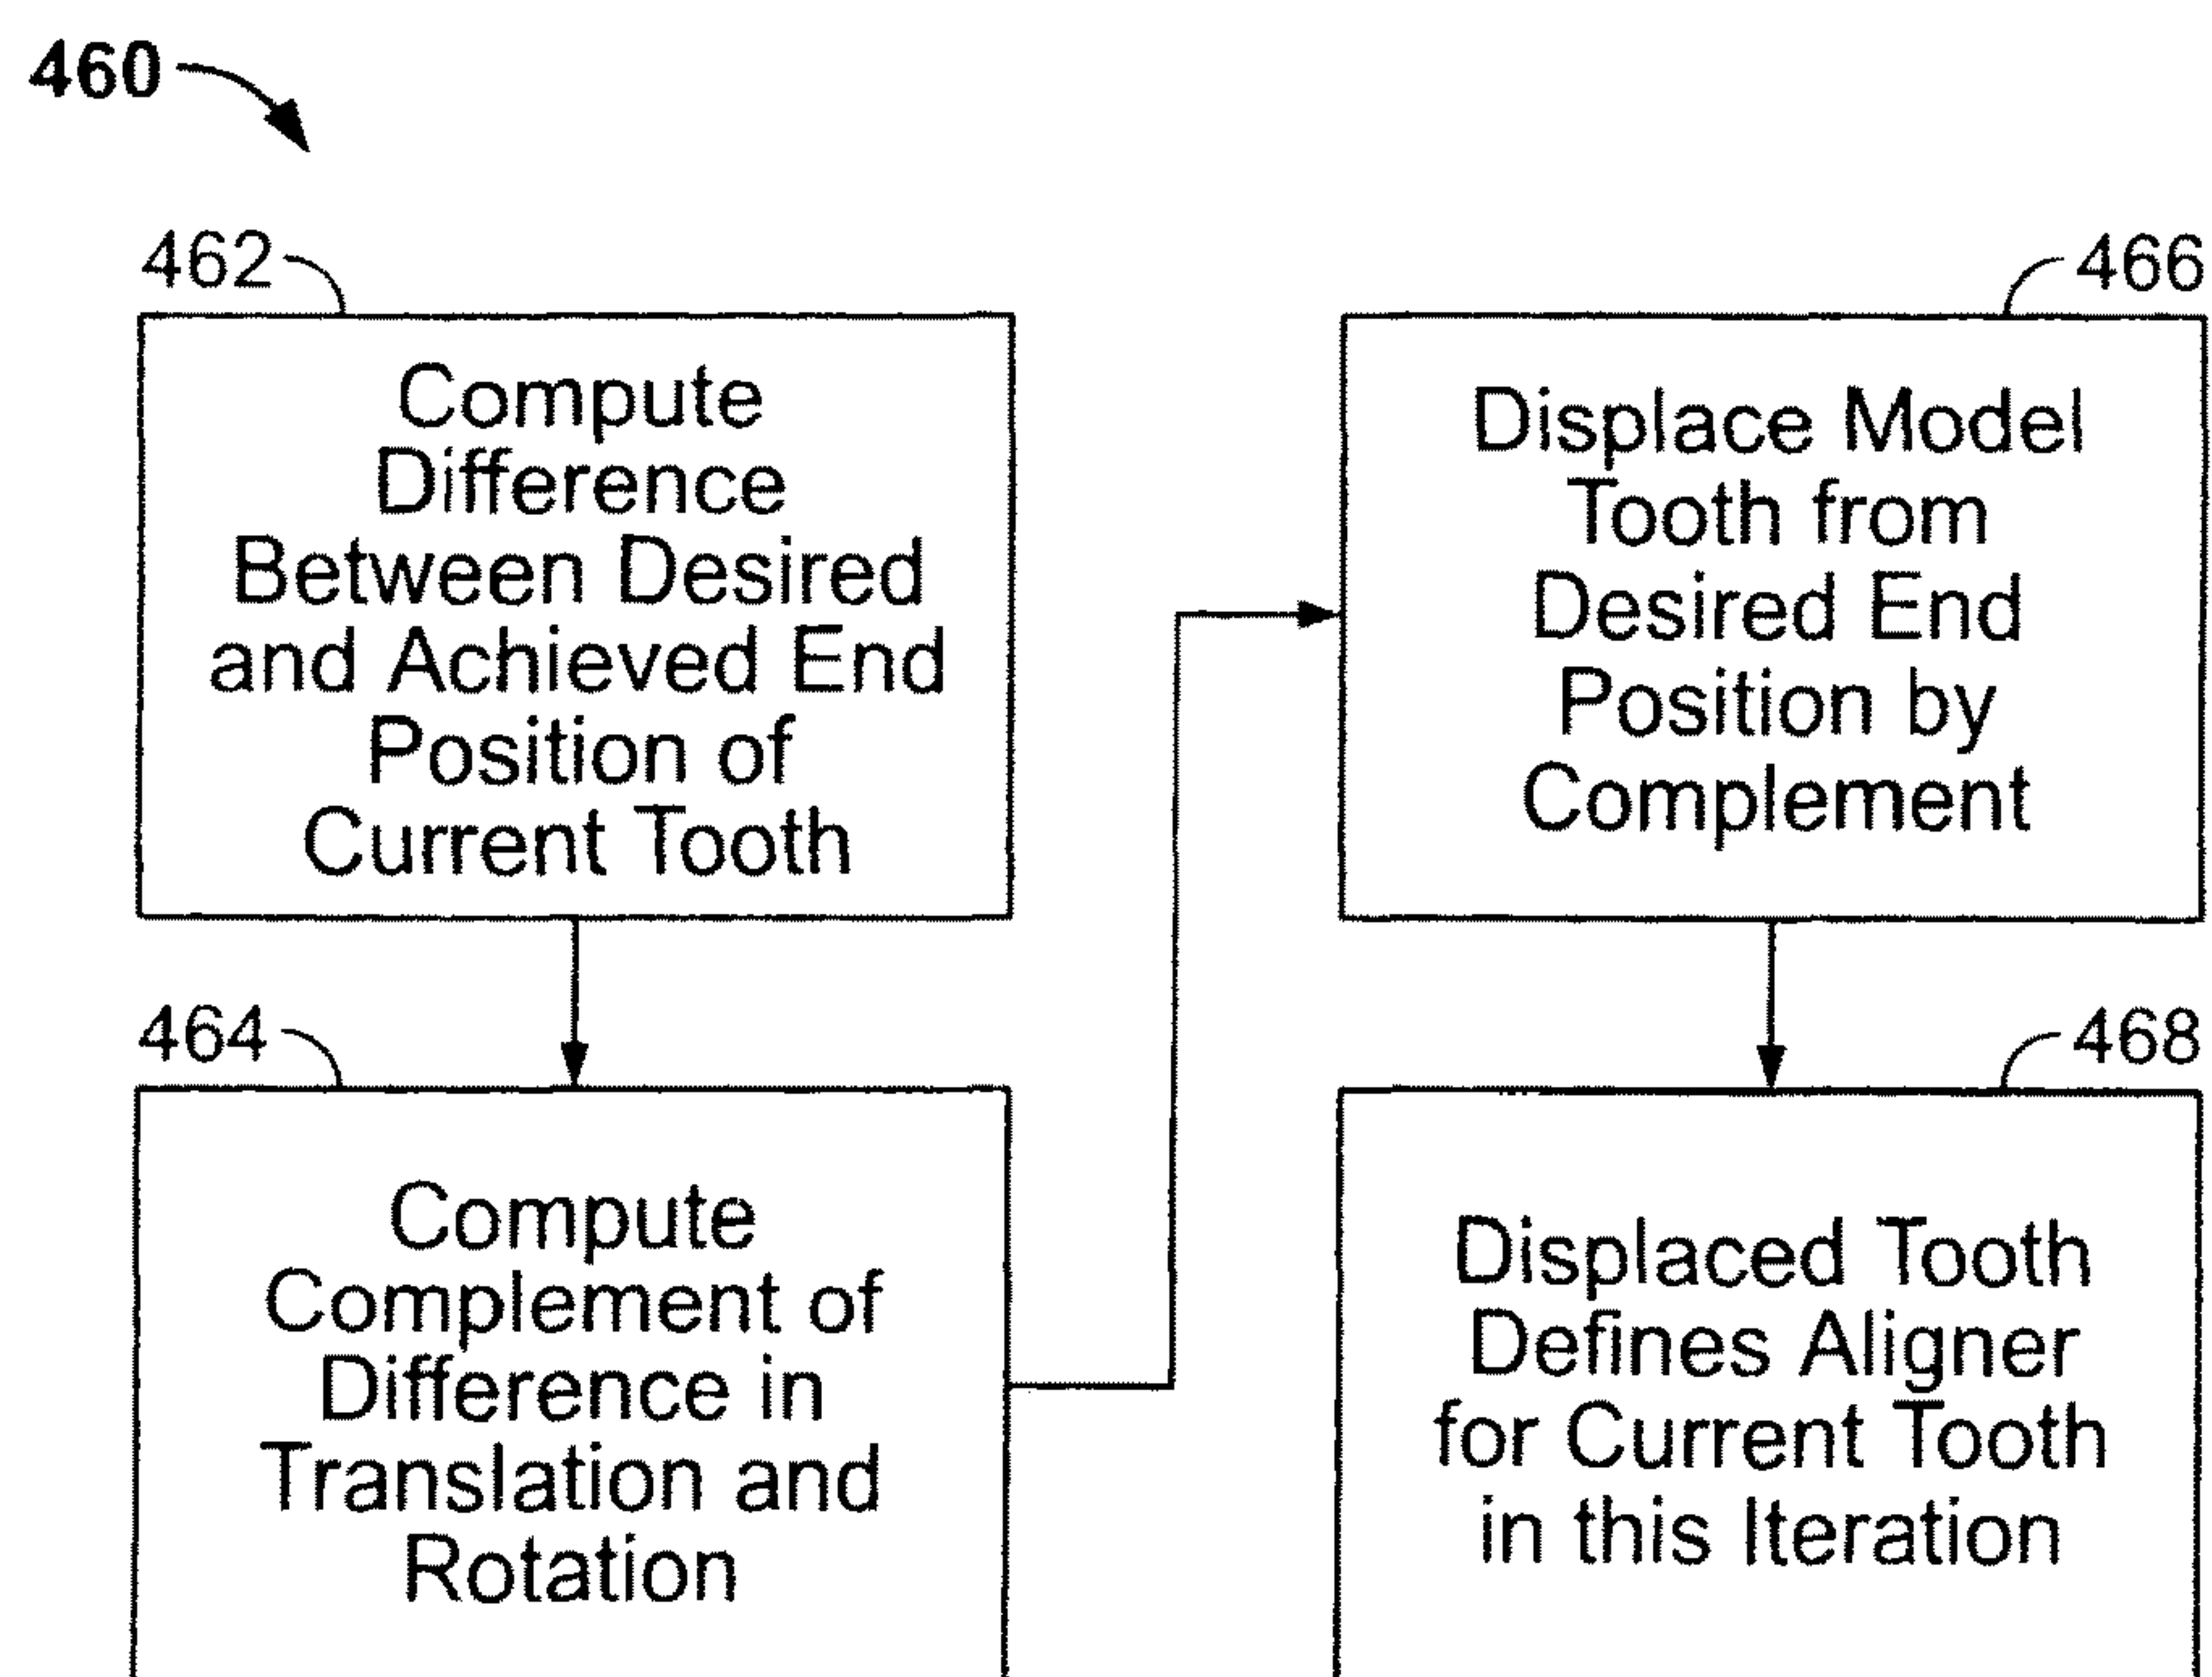 460
462
Compute
Difference
Between Desired
and Achieved End
Position of
Current Tooth
464
Compute
Complement of
Difference in
Translation and
Rotation
466
Displace Model
Tooth from
Desired End
Position by
Complement
468
Displaced Tooth
Defines Aligner
for Current Tooth
in this Iteration